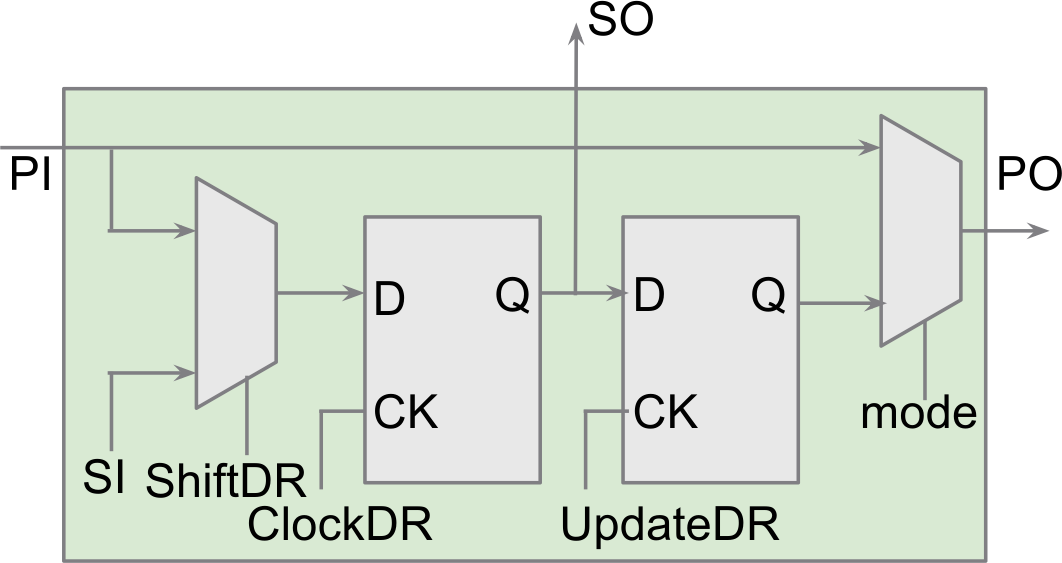 SO
PI
PO
D
Q
D
Q
CK
CK
mode
SI
ShiftDR
ClockDR
UpdateDR